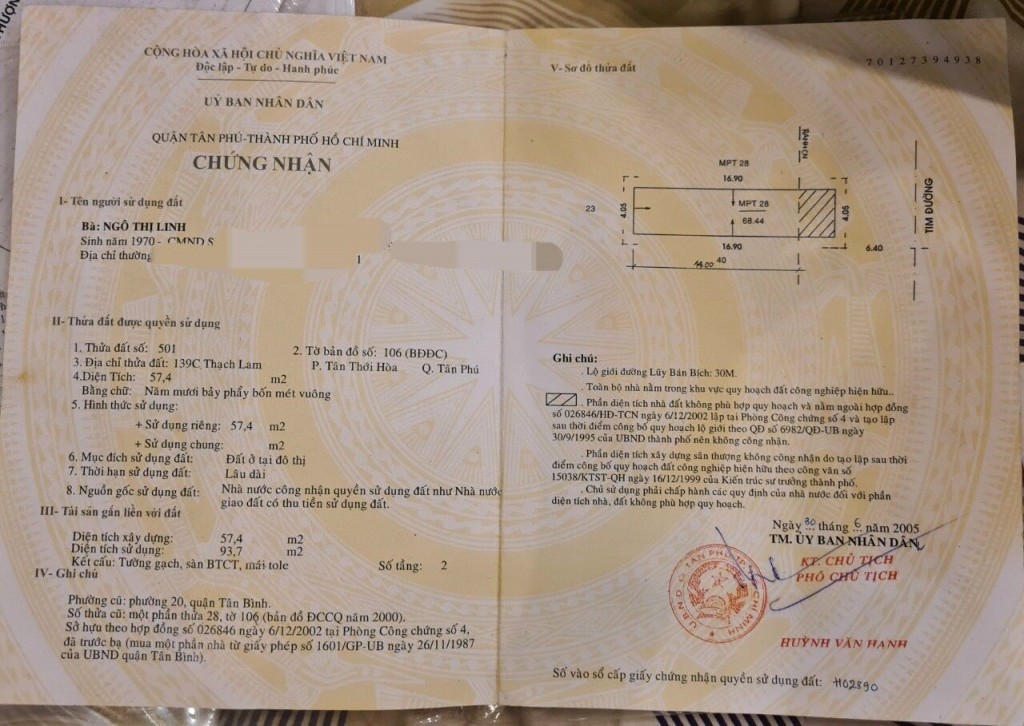 CỘNG HÒA XÃ HỘI CHỦ NGHĨA VIỆT NAM
Độc lập - Tự do - Hạnh phúc
UỶ BAN NHÂN DÂN
QUẬN TÂN PHÚ-THÀNH PHỐ HỒ CHÍ MINH
CHỨNG NHẬN
I- Tên người sử dụng đất
Bà: NGÔ THỊ LINH
Sinh năm 1970 - CMND S
Địa chỉ thường
1
II- Thửa đất được quyền sử dụng
1. Thửa đất số: 501
2. Tờ bản đồ số: 106 (BĐĐC)
3. Địa chỉ thửa đất: 139C Thạch Lam P. Tân Thới Hòa Q. Tân Phú
4.Diện Tích: 57,4 m2
Bằng chữ: Năm mươi bảy phẩy bốn mét vuông
5. Hình thức sử dụng:
+ Sử dụng riêng: 57,4 m2
+ Sử dụng chung: m2
6. Mục đích sử dụng đất: Đất ở tại đô thị
7. Thời hạn sử dụng đất: Lâu dài
8. Nguồn gốc sử dụng đất: Nhà nước công nhận quyền sử dụng đất như Nhà nước
giao đất có thu tiền sử dụng đất.
III- Tài sản gắn liền với đất
Diện tích xây dựng: 57,4 m2
Diện tích sử dụng: 93,7 m2
Kết cấu: Tường gạch, sàn BTCT, mái tole Số tầng: 2
IV- Ghi chú
Phường cũ: phường 20, quận Tân Bình.
Số thửa cũ: một phần thửa 28, tờ 106 (bản đồ ĐCCQ năm 2000).
Sở hựu theo hợp đồng số 026846 ngày 6/12/2002 tại Phòng Công chứng số 4,
đã trước bạ (mua một phần nhà từ giấy phép số 1601/GP-UB ngày 26/11/1987
của UBND quận Tân Bình).
V- Sơ đồ thửa đất
70127394938
RANH CN
MPT 28
16.90
23
4.05
MPT 28
68.44
4.05
TIM ĐƯỜNG
16.90
6.40
14.00
40
Ghi chú:
. Lộ giới đường Lũy Bán Bích: 30M.
. Toàn bộ nhà nằm trong khu vực quy hoạch đất công nghiệp hiện hữu..
. Phần diện tích nhà đất không phù hợp quy hoạch và nằm ngoài hợp đồng
số 026846/HĐ-TCN ngày 6/12/2002 lập tại Phòng Công chứng số 4 và tạo lập
sau thời điểm công bố quy hoạch lộ giới theo QĐ số 6982/QĐ-UB ngày
30/9/1995 của UBND thành phố nên không công nhận.
. Phần diện tích xây dựng sân thượng không công nhận do tạo lập sau thời
điểm công bố quy hoạch đất công nghiệp hiện hữu theo công văn số
15038/KTST-QH ngày 16/12/1999 của Kiến trúc sư trưởng thành phố.
. Chủ sử dụng phải chấp hành các quy định của nhà nước đối với phần
diện tích nhà, đất không phù hợp quy hoạch.
Ngày 30 tháng 6 năm 2005
TM. ỦY BAN NHÂN DÂN
KT. CHỦ TỊCH
PHÓ CHỦ TỊCH
U.B.N.D Q.TÂN PHÚ T.P HỒ CHÍ MINH
HUỲNH VĂN HẠNH
Số vào sổ cấp giấy chứng nhận quyền sử dụng đất: H02890